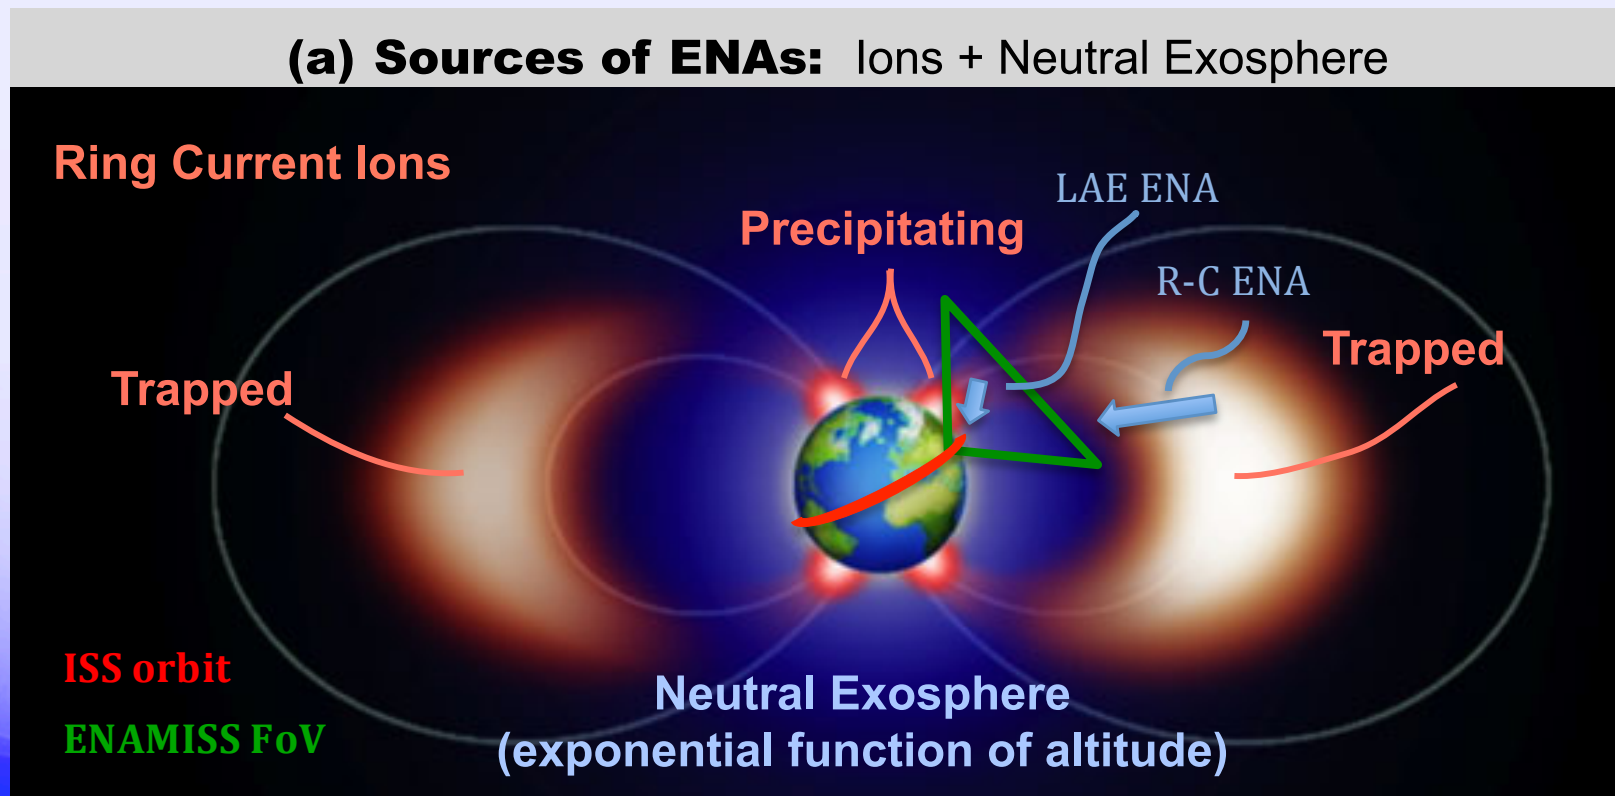 (a) Sources of ENAs: Ions + Neutral Exosphere
Ring Current Ions
LAE ENA
Precipitating
R-C ENA
Trapped
Trapped
ISS orbit
ENAMISS FoV
Neutral Exosphere
(exponential function of altitude)